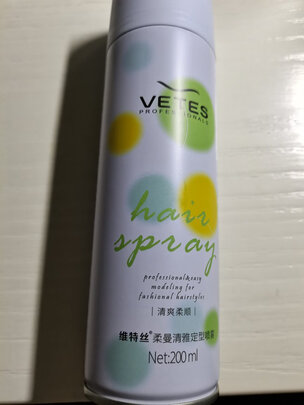 VETES
PROFESSIONALS
hair
spray
professional&easy
modeling for
fashional hairstyles
清爽柔顺
维特丝®柔曼清雅定型喷雾
Net:200ml